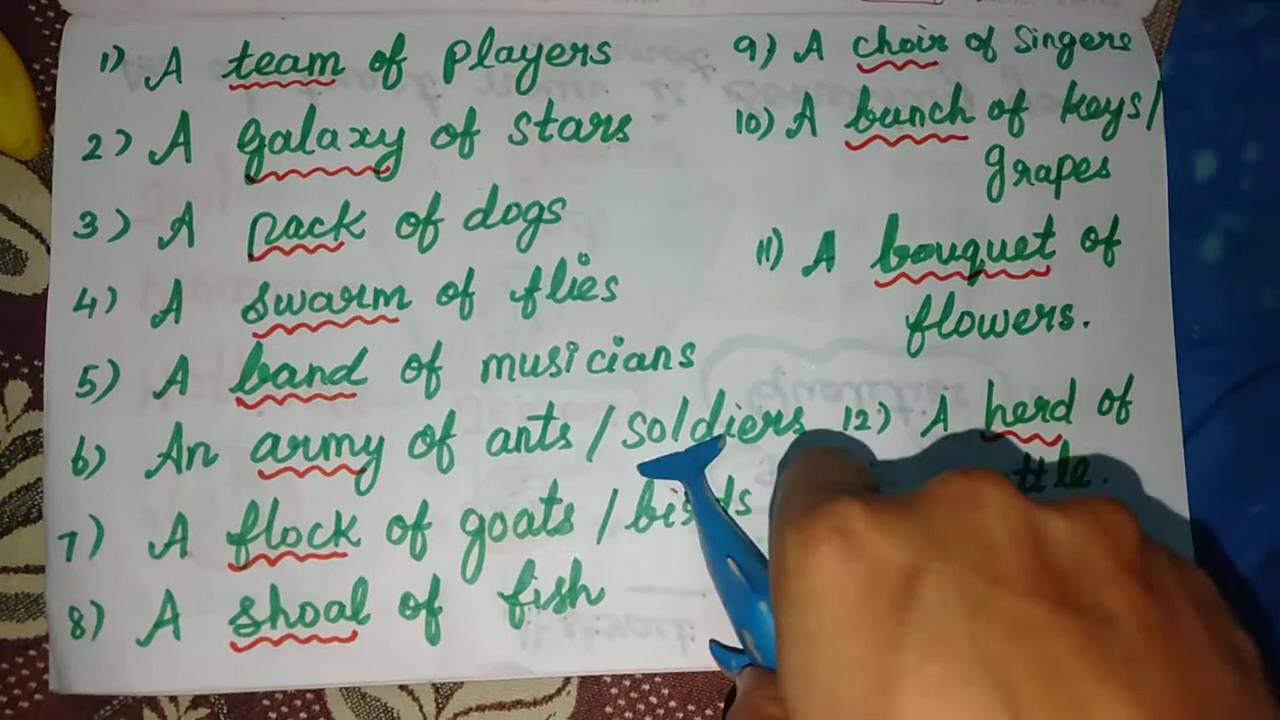 1) A team of players
2) A galaxy of stars
3) A pack of dogs
4) A swarm of flies
5) A band of musicians
6) An army of ants / soldiers
7) A flock of goats / birds
8) A shoal of fish
9) A choir of Singers
10) A bunch of keys/
grapes
11) A bouquet of
flowers.
12) A herd of